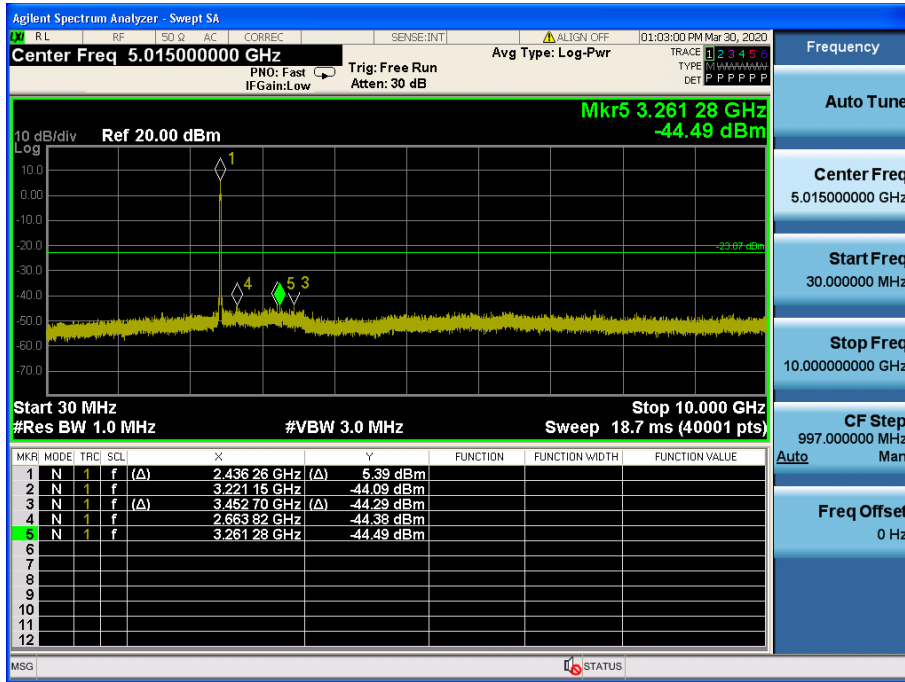 Agilent Spectrum Analyzer - Swept SA
LXI RL RF 50 Ω AC CORREC SENSE:INT ALIGN OFF 01:03:00 PM Mar 30, 2020
Center Freq 5.015000000 GHz
PNO: Fast
IFGain:Low
Trig: Free Run
Atten: 30 dB
Avg Type: Log-Pwr
TRACE 1 2 3 4 5 6
TYPE M WWWWW
DET P P P P P P
Mkr5 3.261 28 GHz
-44.49 dBm
10 dB/div
Log
Ref 20.00 dBm
10.0
0.00
-10.0
-20.0
-30.0
-40.0
-50.0
-60.0
-70.0
1
4
5
3
-23.07 dBm
Start 30 MHz
Stop 10.000 GHz
#Res BW 1.0 MHz
#VBW 3.0 MHz
Sweep 18.7 ms (40001 pts)
MKR MODE TRC SCL X Y FUNCTION FUNCTION WIDTH FUNCTION VALUE
1 N 1 f (Δ) 2.436 26 GHz (Δ) 5.39 dBm
2 N 1 f 3.221 15 GHz -44.09 dBm
3 N 1 f (Δ) 3.452 70 GHz (Δ) -44.29 dBm
4 N 1 f 2.663 82 GHz -44.38 dBm
5 N 1 f 3.261 28 GHz -44.49 dBm
6
7
8
9
10
11
12
MSG
STATUS
Frequency
Auto Tune
Center Freq
5.015000000 GHz
Start Freq
30.000000 MHz
Stop Freq
10.000000000 GHz
CF Step
997.000000 MHz
Auto Man
Freq Offset
0 Hz